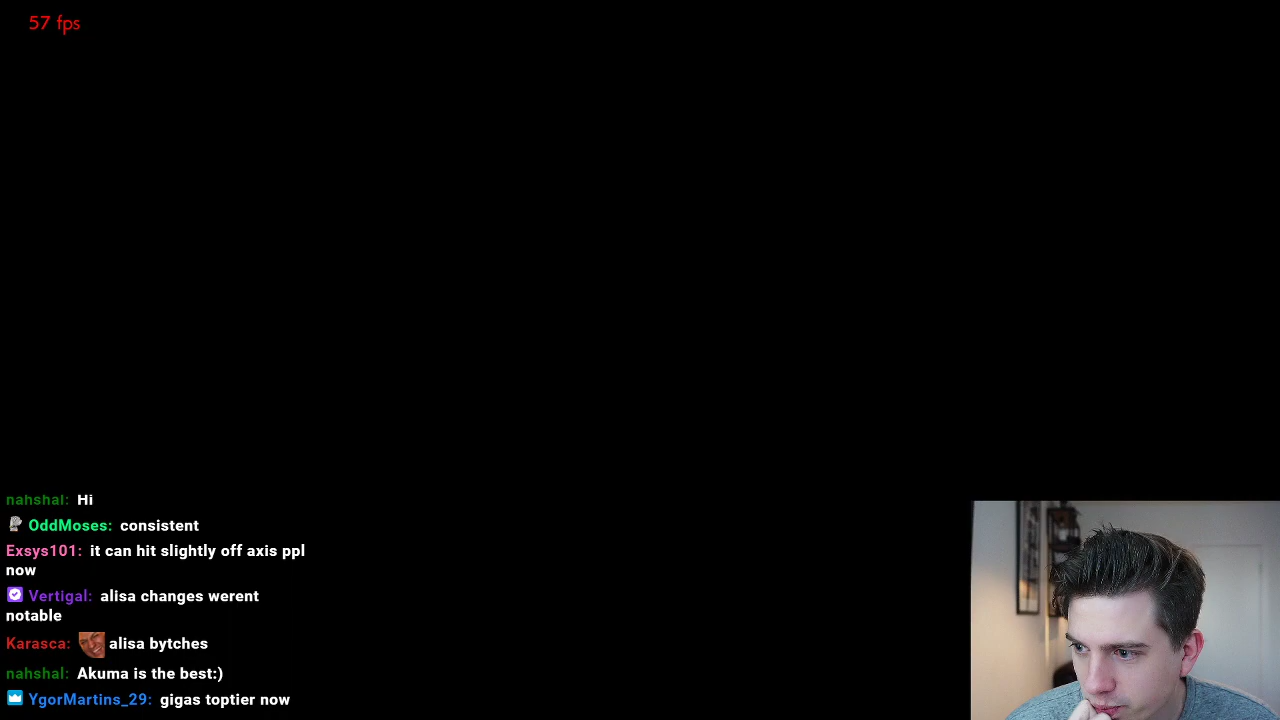 57 fps
nahshal: Hi
OddMoses: consistent
Exsys101: it can hit slightly off axis ppl
now
Vertigal: alisa changes werent
notable
Karasca: alisa bytches
nahshal: Akuma is the best:)
YgorMartins_29: gigas toptier now